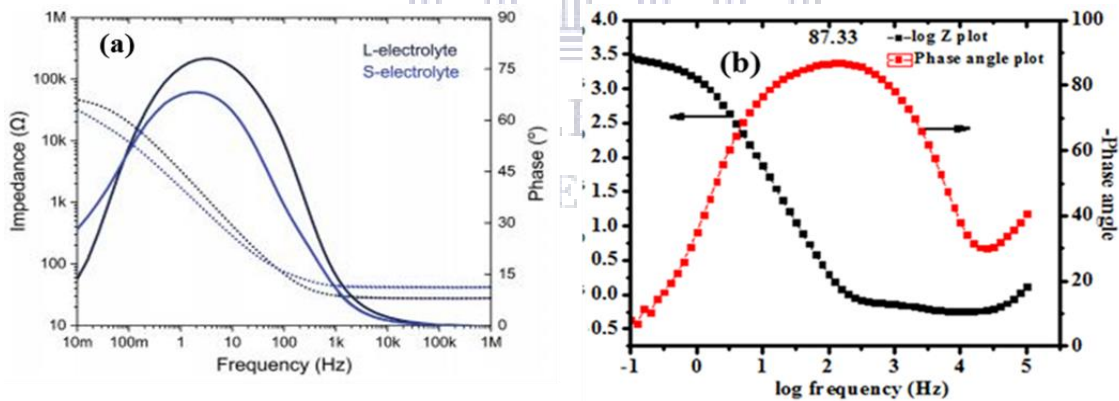 (a)
L-electrolyte
S-electrolyte
1M
100k
10k
1k
100
10
Impedance (Ω)
90
75
60
45
30
15
0
Phase (°)
10m 100m 1 10 100 1k 10k 100k 1M
Frequency (Hz)
(b)
87.33
log Z plot
Phase angle plot
4.0
3.5
3.0
2.5
2.0
1.5
1.0
0.5
0.0
0.5
100
80
60
40
20
0
-Phase angle
-1 0 1 2 3 4 5
log frequency (Hz)